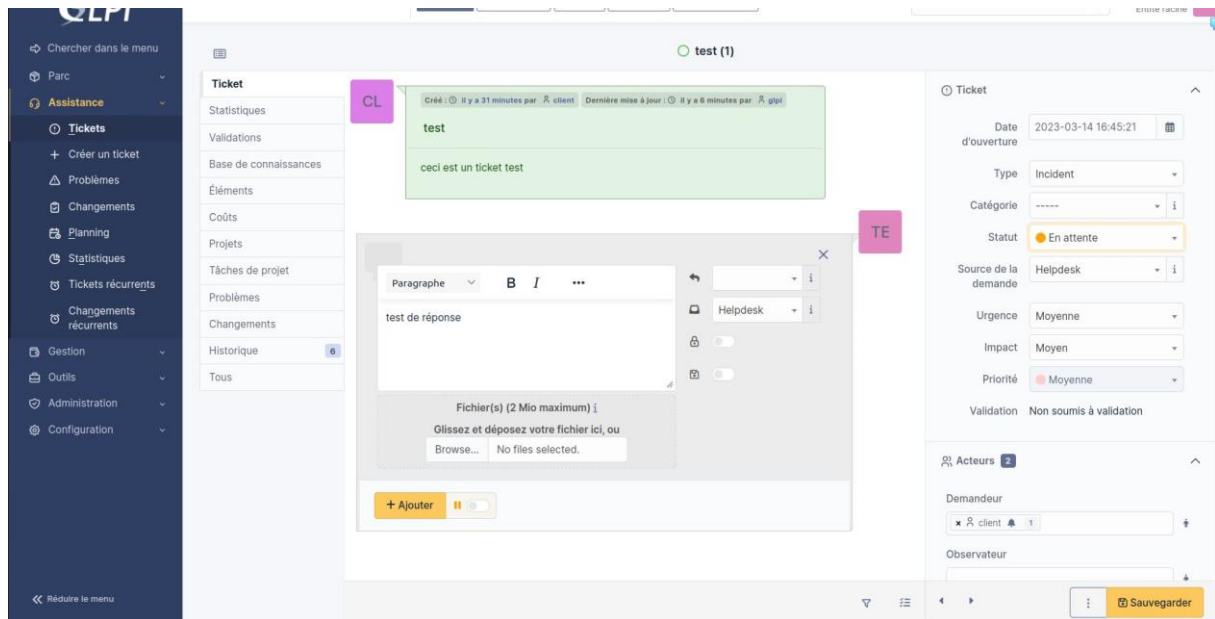 GLPI
Entité racine
Chercher dans le menu
Parc
Assistance
Tickets
+ Créer un ticket
Problèmes
Changements
Planning
Statistiques
Tickets récurrents
Changements
récurrents
Gestion
Outils
Administration
Configuration
Réduire le menu
test (1)
Ticket
Statistiques
Validations
Base de connaissances
Éléments
Coûts
Projets
Tâches de projet
Problèmes
Changements
Historique 6
Tous
CL
Créé : il y a 31 minutes par client Dernière mise à jour : il y a 6 minutes par glpi
test
ceci est un ticket test
TE
Paragraphe B I •••
test de réponse
i
Helpdesk i
Fichier(s) (2 Mio maximum) i
Glissez et déposez votre fichier ici, ou
Browse... No files selected.
+ Ajouter
Ticket
Date
d'ouverture
2023-03-14 16:45:21
Type Incident
Catégorie ----- i
Statut En attente
Source de la
demande
Helpdesk i
Urgence Moyenne
Impact Moyen
Priorité Moyenne
Validation Non soumis à validation
Acteurs 2
Demandeur
x client 1
Observateur
Sauvegarder